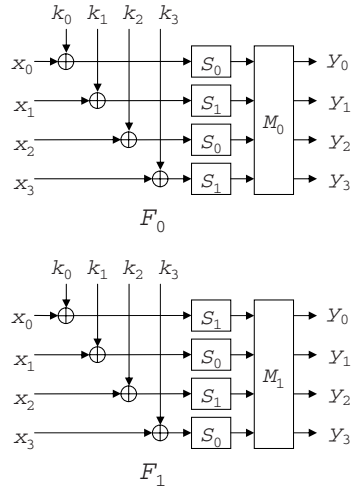 k₀ k₁ k₂ k₃
x₀ S₀ y₀
x₁ S₁ y₁
M₀
x₂ S₀ y₂
x₃ S₁ y₃
F₀
k₀ k₁ k₂ k₃
x₀ S₁ y₀
x₁ S₀ y₁
M₁
x₂ S₁ y₂
x₃ S₀ y₃
F₁